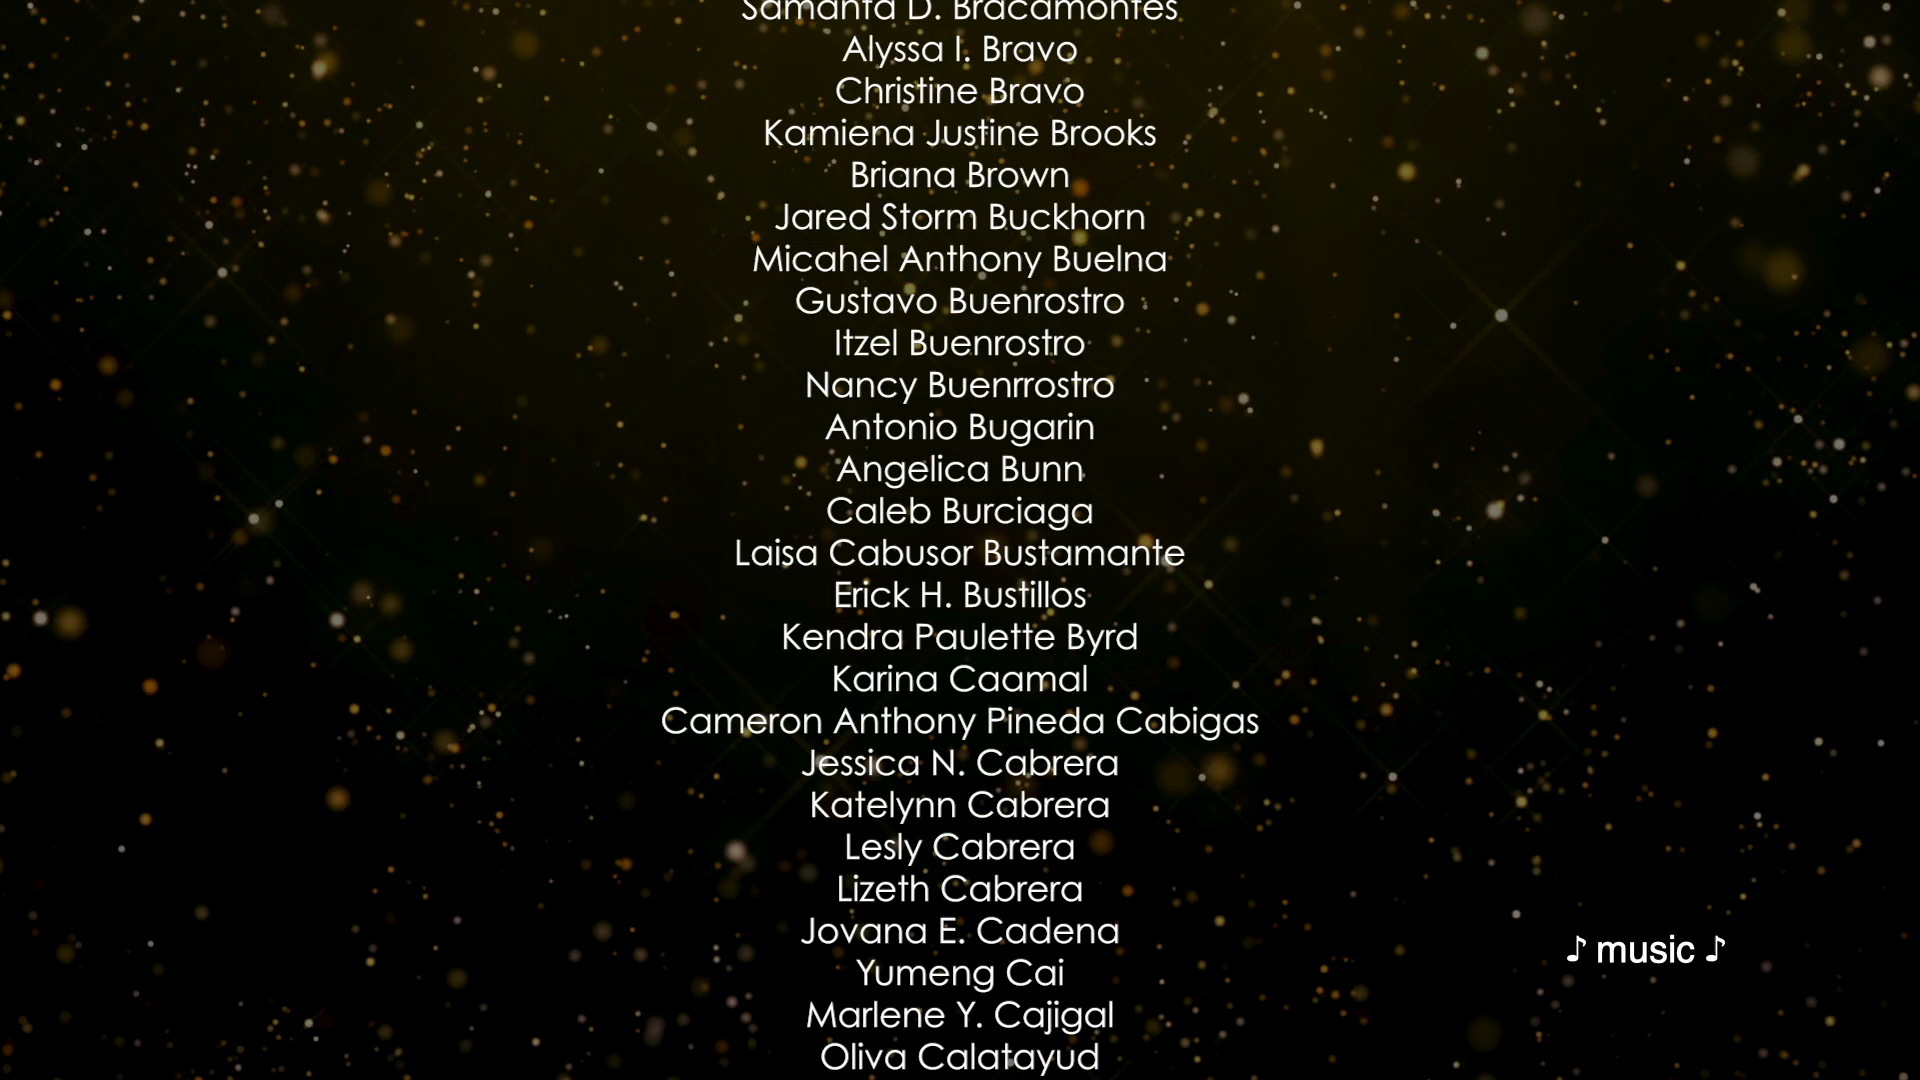 Samanta D. Bracamontes
Alyssa I. Bravo
Christine Bravo
Kamiena Justine Brooks
Briana Brown
Jared Storm Buckhorn
Micahel Anthony Buelna
Gustavo Buenrostro
Itzel Buenrostro
Nancy Buenrrostro
Antonio Bugarin
Angelica Bunn
Caleb Burciaga
Laisa Cabusor Bustamante
Erick H. Bustillos
Kendra Paulette Byrd
Karina Caamal
Cameron Anthony Pineda Cabigas
Jessica N. Cabrera
Katelynn Cabrera
Lesly Cabrera
Lizeth Cabrera
Jovana E. Cadena
♪ music ♪
Yumeng Cai
Marlene Y. Cajigal
Oliva Calatayud